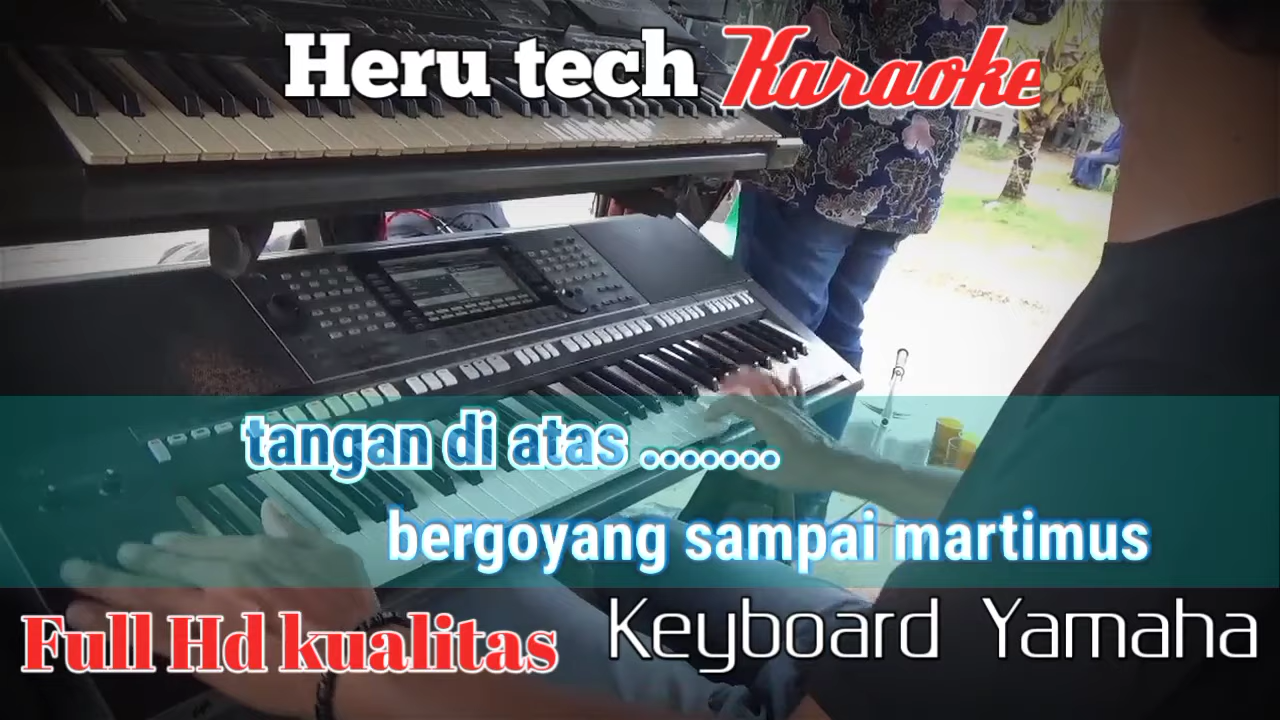 Heru tech Karaoke
tangan di atas .......
bergoyang sampai martimus
Full Hd kualitas
Keyboard Yamaha